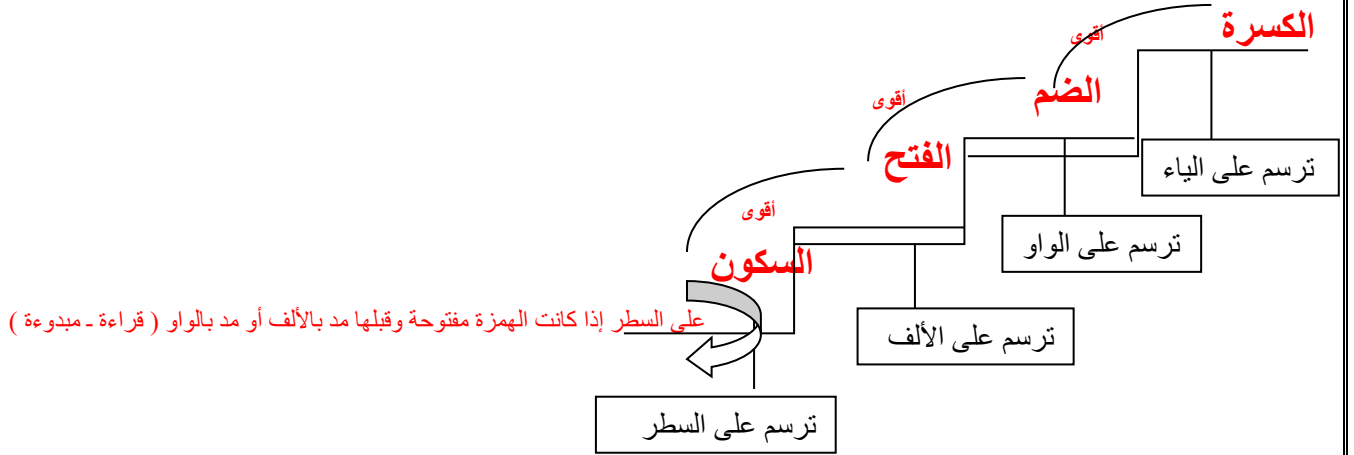 الكسرة
أقوى
الضم
أقوى
الفتح
ترسم على الياء
أقوى
ترسم على الواو
السكون
على السطر إذا كانت الهمزة مفتوحة وقبلها مد بالألف أو مد بالواو ( قراءة ـ مبدوءة )
ترسم على الألف
ترسم على السطر